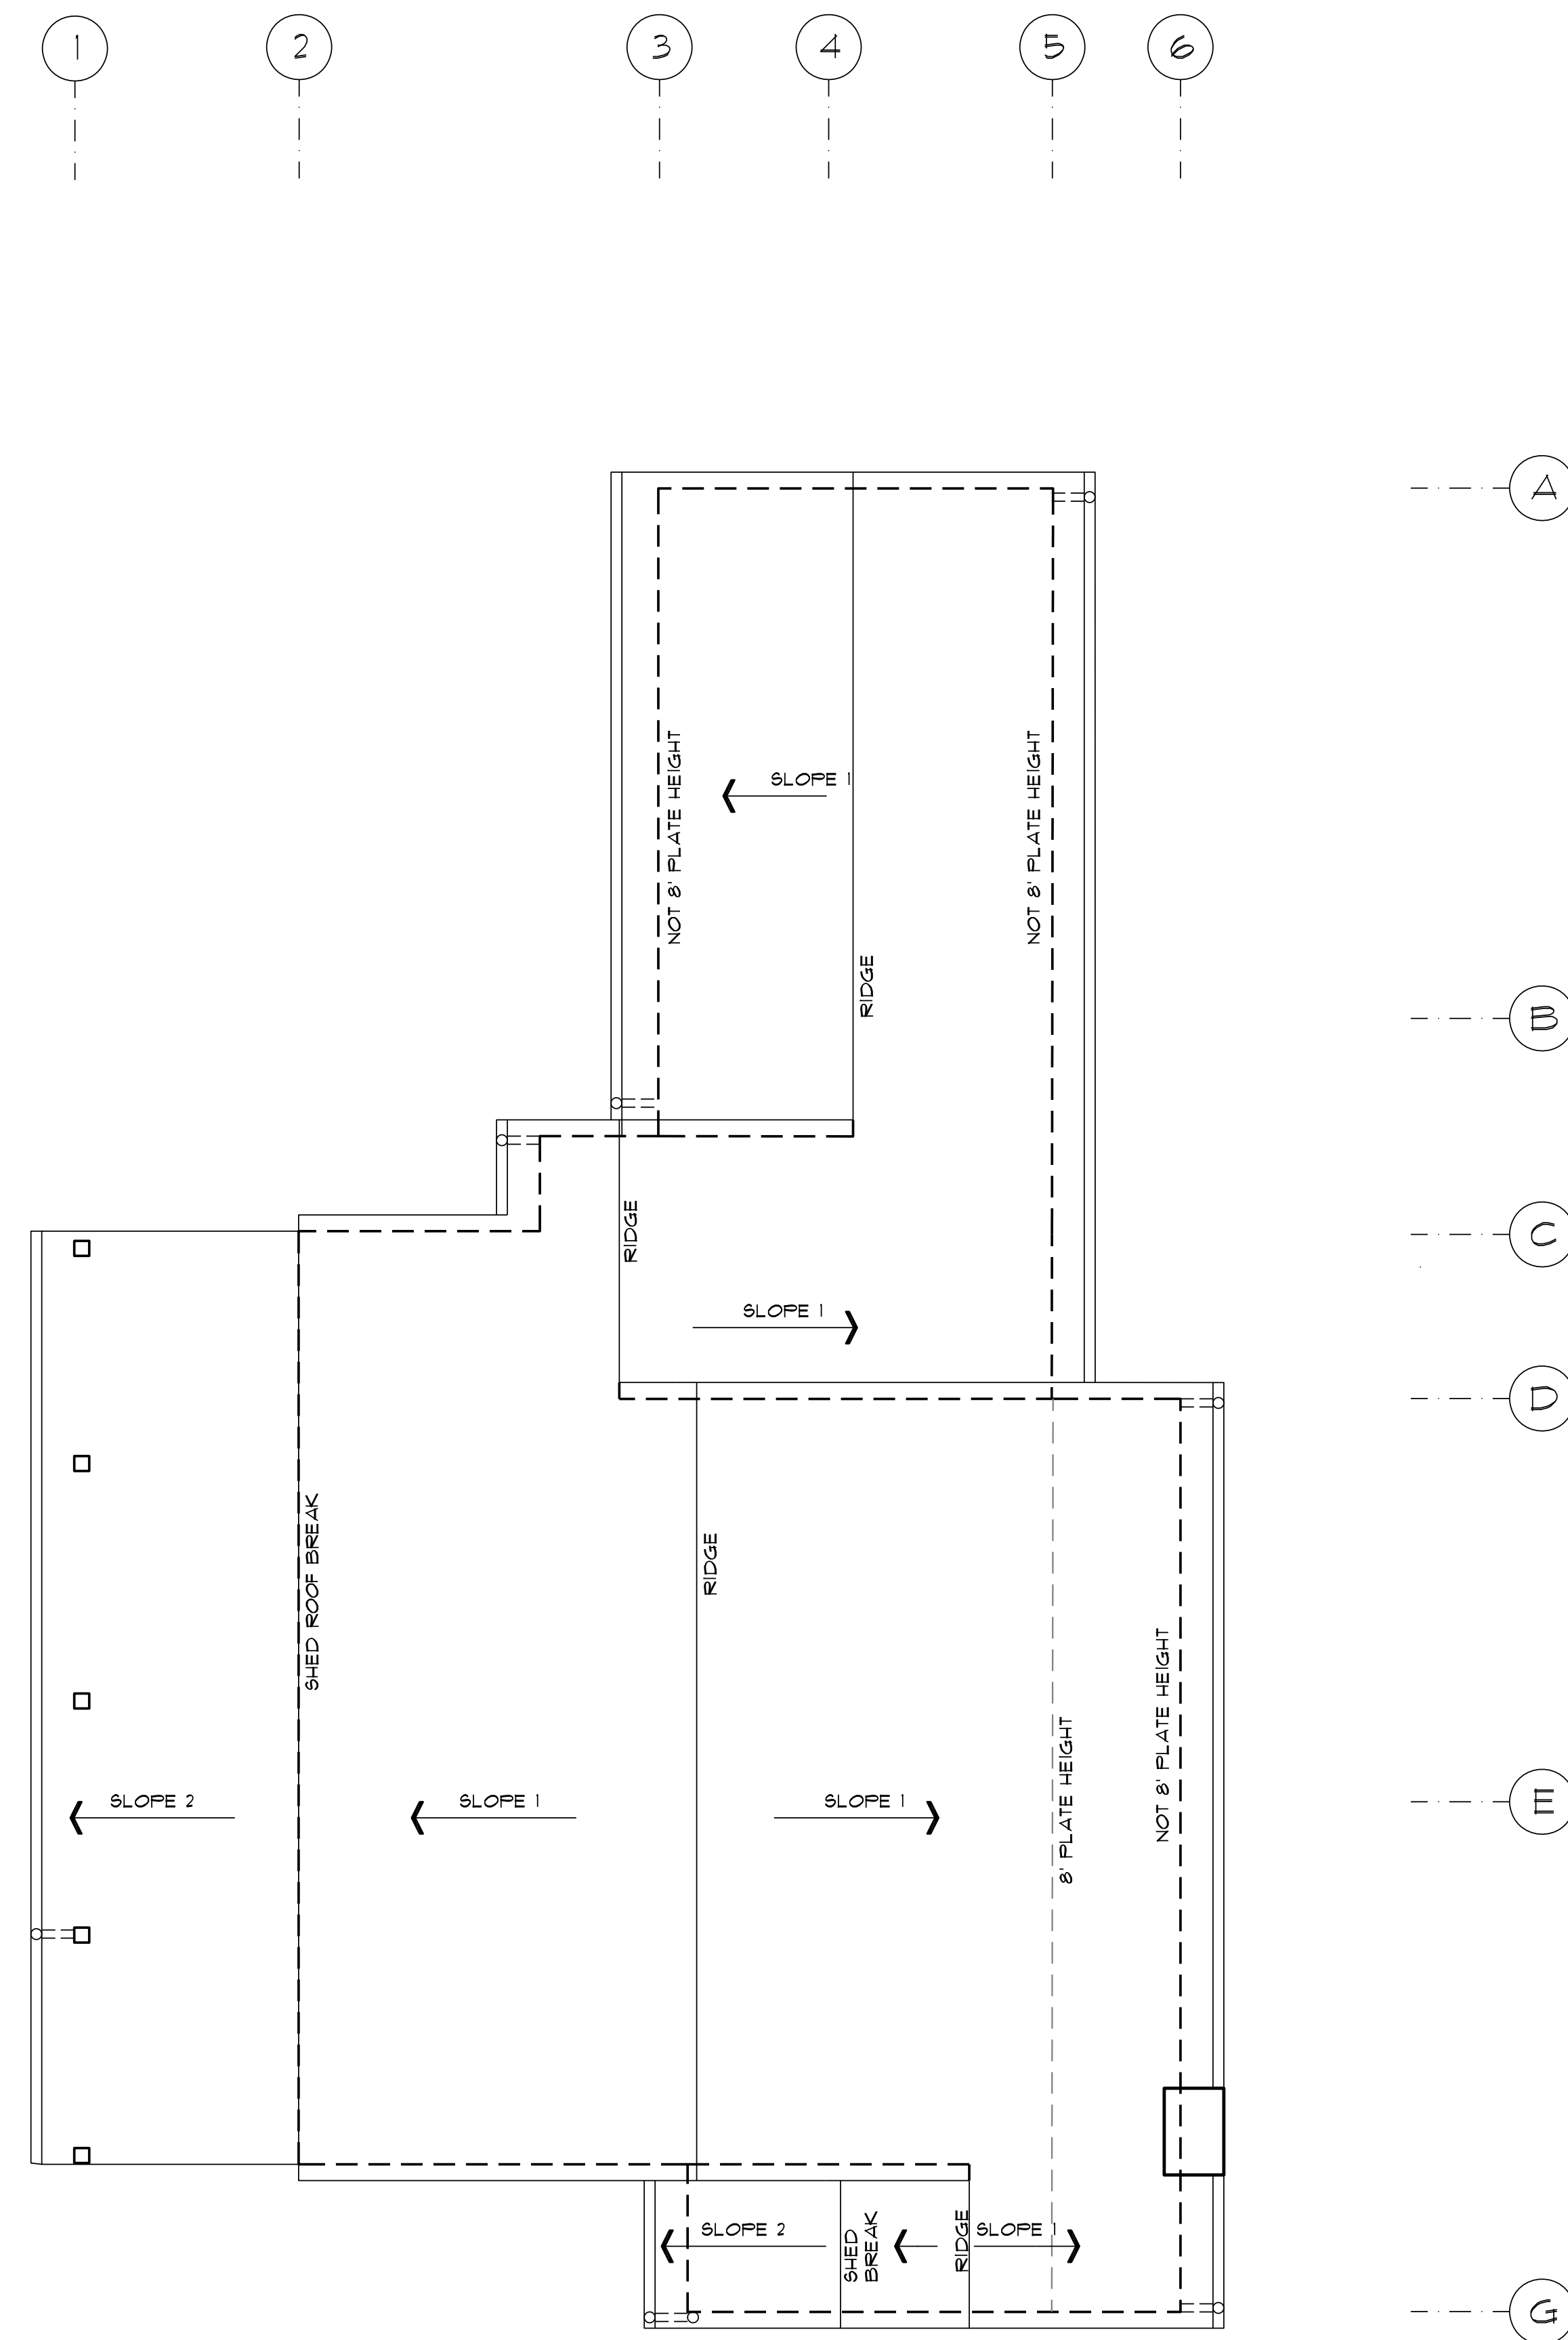 1
2
3
4
5
6
A
NOT 8' PLATE HEIGHT
NOT 8' PLATE HEIGHT
SLOPE 1
RIDGE
B
RIDGE
C
SLOPE 1
D
SHED ROOF BREAK
RIDGE
NOT 8' PLATE HEIGHT
8' PLATE HEIGHT
SLOPE 2
SLOPE 1
SLOPE 1
E
SLOPE 2
SHED
BREAK
RIDGE
SLOPE 1
G